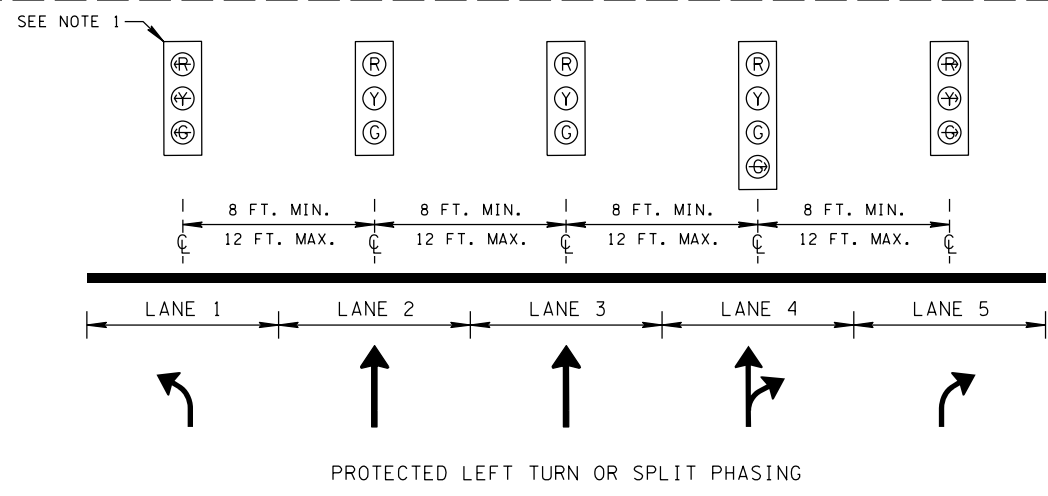 SEE NOTE 1
R R R R R
Y Y Y Y Y
G G G G G
G
8 FT. MIN. 8 FT. MIN. 8 FT. MIN. 8 FT. MIN.
12 FT. MAX. 12 FT. MAX. 12 FT. MAX. 12 FT. MAX.
℄ ℄ ℄ ℄ ℄
LANE 1 LANE 2 LANE 3 LANE 4 LANE 5
PROTECTED LEFT TURN OR SPLIT PHASING